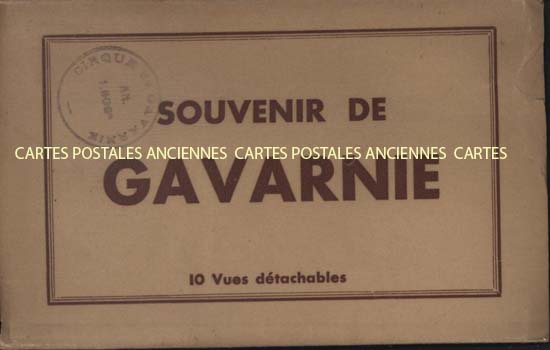 CIRQUE DE GAVARNIE
SOUVENIR DE
CARTES POSTALES ANCIENNES CARTES POSTALES ANCIENNES CARTES
GAVARNIE
10 Vues détachables